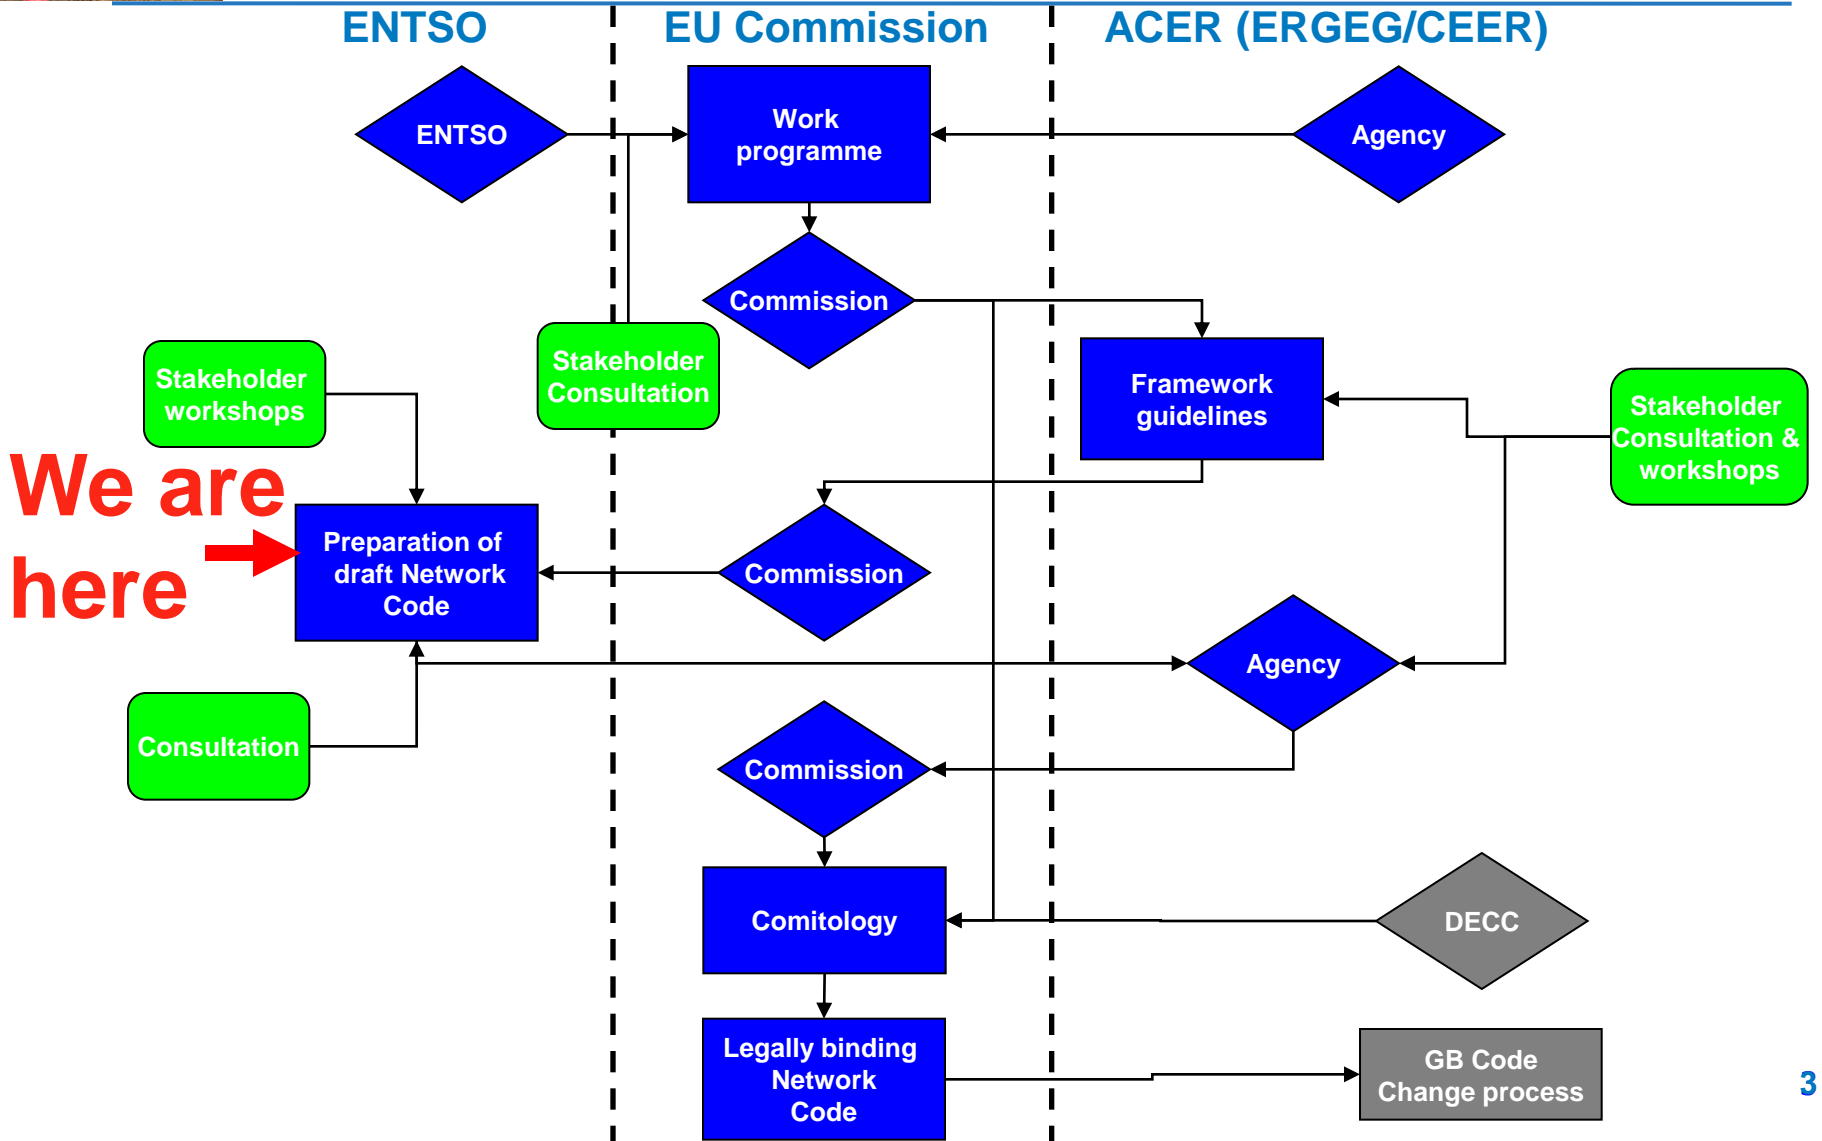 ENTSO
EU Commission
ACER (ERGEG/CEER)
ENTSO
Work
programme
Agency
Commission
Stakeholder
Consultation
Stakeholder
workshops
Framework
guidelines
Stakeholder
Consultation &
workshops
We are
here
Preparation of
draft Network
Code
Commission
Agency
Consultation
Commission
Comitology
DECC
Legally binding
Network
Code
GB Code
Change process
3